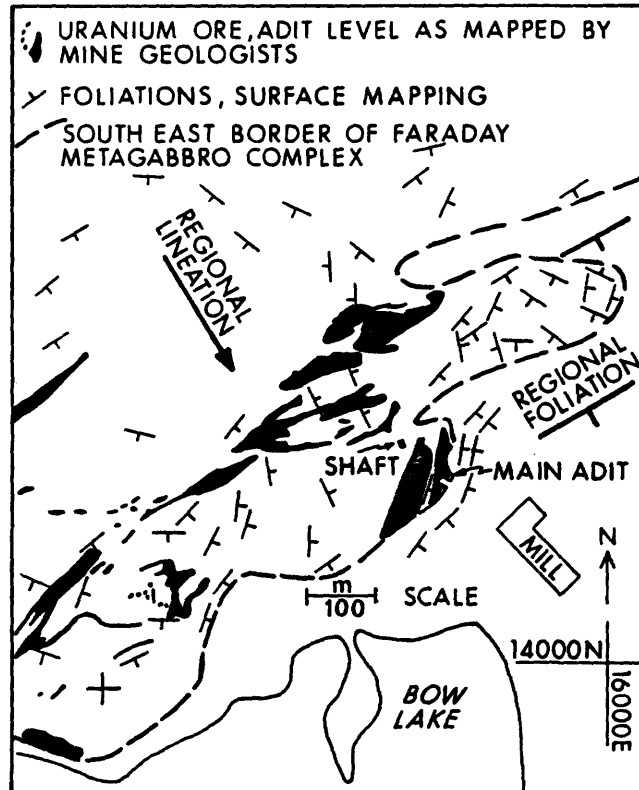 URANIUM ORE, ADIT LEVEL AS MAPPED BY
MINE GEOLOGISTS
FOLIATIONS, SURFACE MAPPING
SOUTH EAST BORDER OF FARADAY
METAGABBRO COMPLEX
REGIONAL
LINEATION
REGIONAL
FOLIATION
SHAFT
MAIN ADIT
MILL
N
m
100
SCALE
14000N
16000E
BOW
LAKE